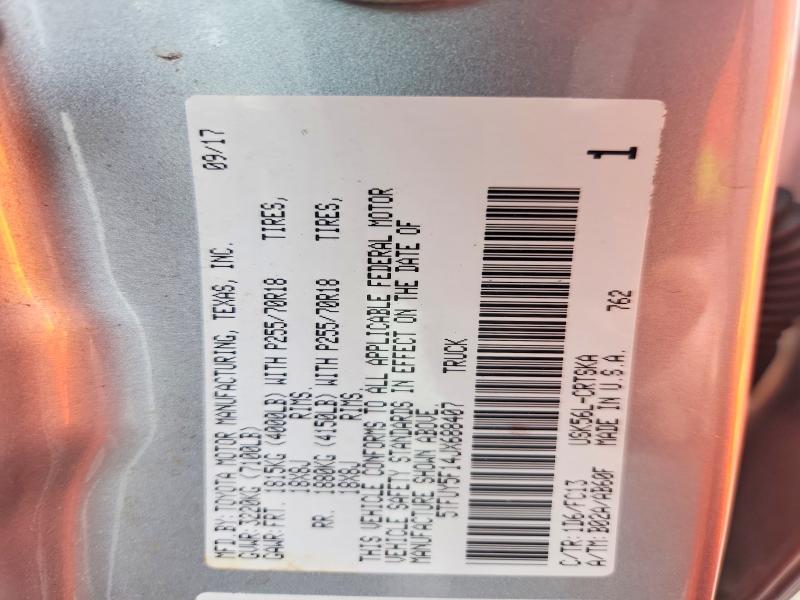 MFD. BY: TOYOTA MOTOR MANUFACTURING, TEXAS, INC. 09/17
GVWR: 3220KG (7100LB)
GAWR: FRT. 1815KG (4000LB) WITH P255/70R18 TIRES,
18X8J RIMS.
RR. 1880KG (4150LB) WITH P255/70R18 TIRES,
18X8J RIMS.
THIS VEHICLE CONFORMS TO ALL APPLICABLE FEDERAL MOTOR
VEHICLE SAFETY STANDARDS IN EFFECT ON THE DATE OF
MANUFACTURE SHOWN ABOVE.
5TFUY5F14JX688407 TRUCK
C/TR: 1D6/FC13 USK56L-CRTSKA
A/TM: B02A/AB60F MADE IN U.S.A. 762
1